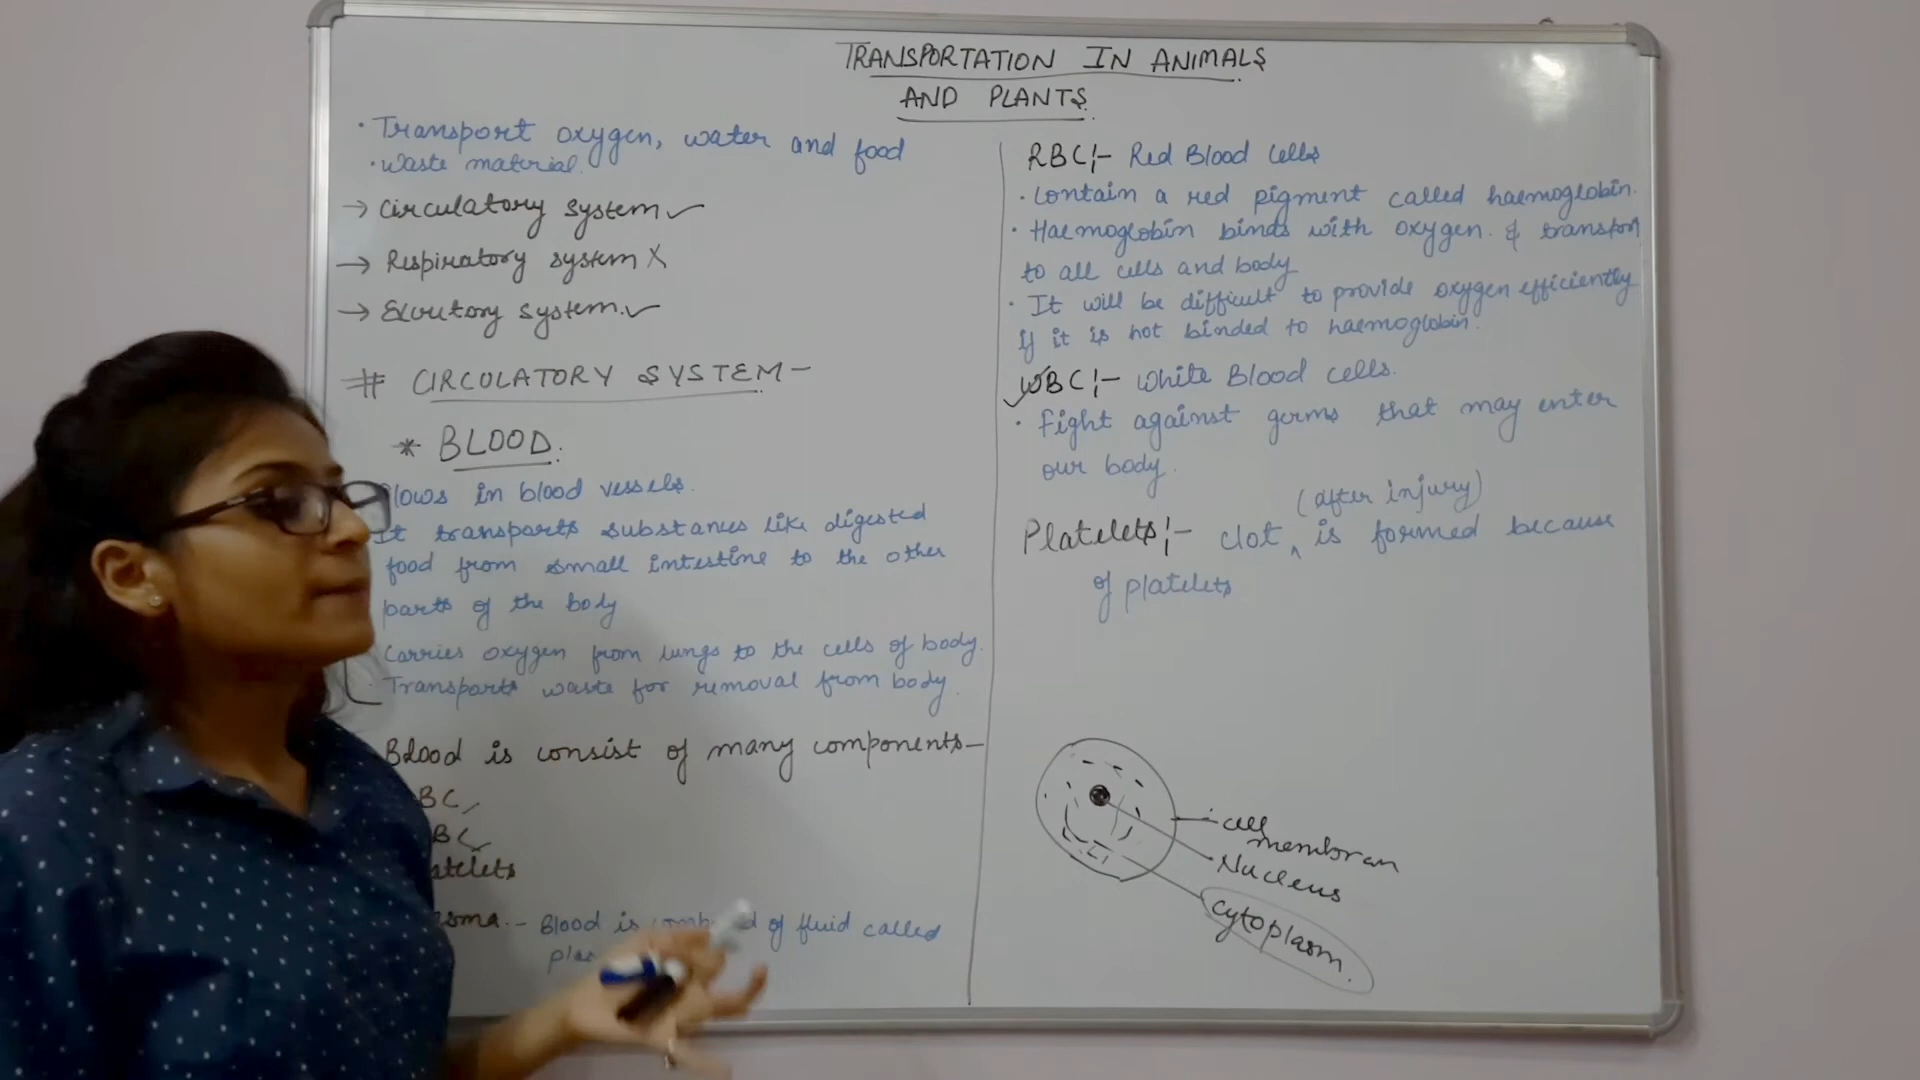 TRANSPORTATION IN ANIMALS
AND PLANTS.
· Transport oxygen, water and food
· Waste material.
→ Circulatory system ✓
→ Respiratory system X
→ Excretory system. ✓
# CIRCULATORY SYSTEM -
* BLOOD.
lows in blood vessels.
It transports substances like digested
food from small intestine to the other
parts of the body
Carries oxygen from lungs to the cells of body.
· Transports waste for removal from body.
Blood is consist of many components-
BC
BC
atelets
sma. - Blood is of fluid called
RBC:- Red Blood Cells
· Contain a red pigment called haemoglobin.
· Haemoglobin binds with oxygen. & transport
to all cells and body
· It will be difficult to provide oxygen efficiently
if it is not binded to haemoglobin.
WBC:- White Blood cells.
· Fight against germs that may enter
our body.
(after injury)
Platelets:- clot ^ is formed because
of platelets
cell
membran
Nucleus
cytoplasm.